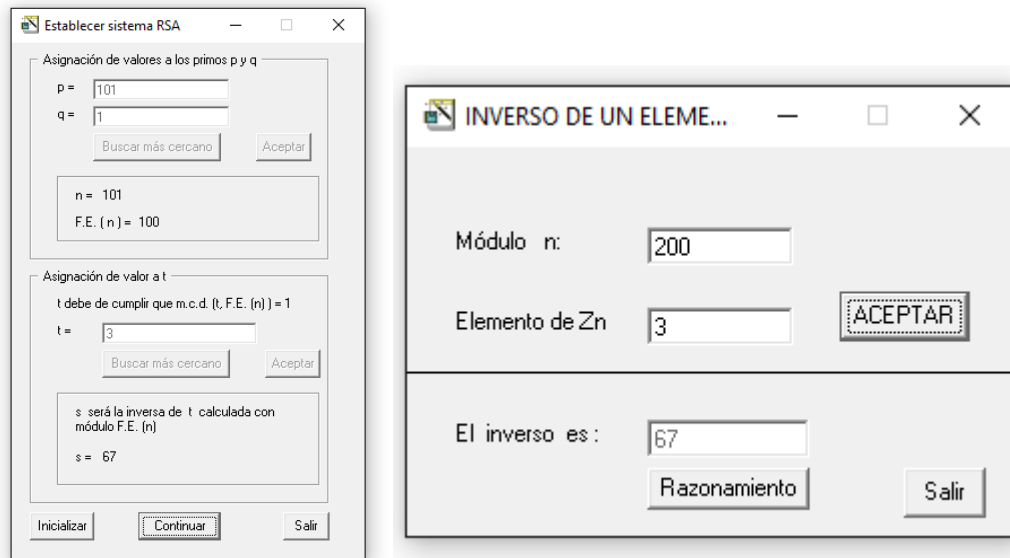 Establecer sistema RSA
Asignación de valores a los primos p y q
p = 101
q = 1
Buscar más cercano Aceptar
n = 101
F.E. ( n ) = 100
Asignación de valor a t
t debe de cumplir que m.c.d. (t, F.E. (n) ) = 1
t = 3
Buscar más cercano Aceptar
s será la inversa de t calculada con
módulo F.E. (n)
s = 67
Inicializar Continuar Salir
INVERSO DE UN ELEME...
Módulo n: 200
Elemento de Zn 3
ACEPTAR
El inverso es : 67
Razonamiento Salir